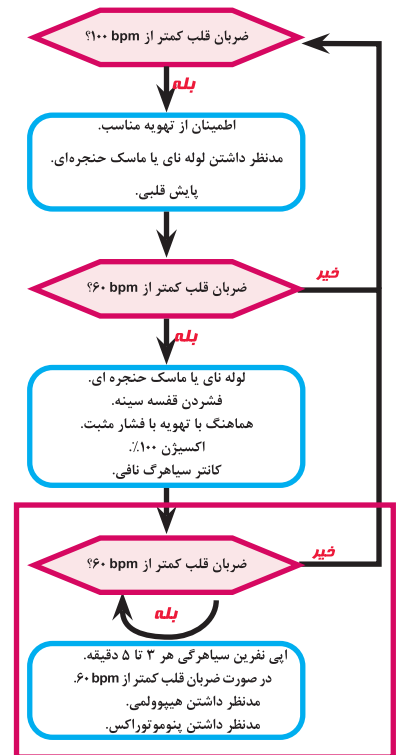 ضربان قلب کمتر از ۱۰۰ bpm؟
بله
اطمینان از تهویه مناسب.
مدنظر داشتن لوله نای یا ماسک حنجره‌ای.
پایش قلبی.
ضربان قلب کمتر از ۶۰ bpm؟
خیر
بله
لوله نای یا ماسک حنجره ای.
فشردن قفسه سینه.
هماهنگ با تهویه با فشار مثبت.
اکسیژن ۱۰۰٪.
کانتر سیاهرگ نافی.
ضربان قلب کمتر از ۶۰ bpm؟
خیر
بله
اپی نفرین سیاهرگی هر ۳ تا ۵ دقیقه.
در صورت ضربان قلب کمتر از ۶۰ bpm.
مدنظر داشتن هیپوولمی.
مدنظر داشتن پنوموتوراکس.